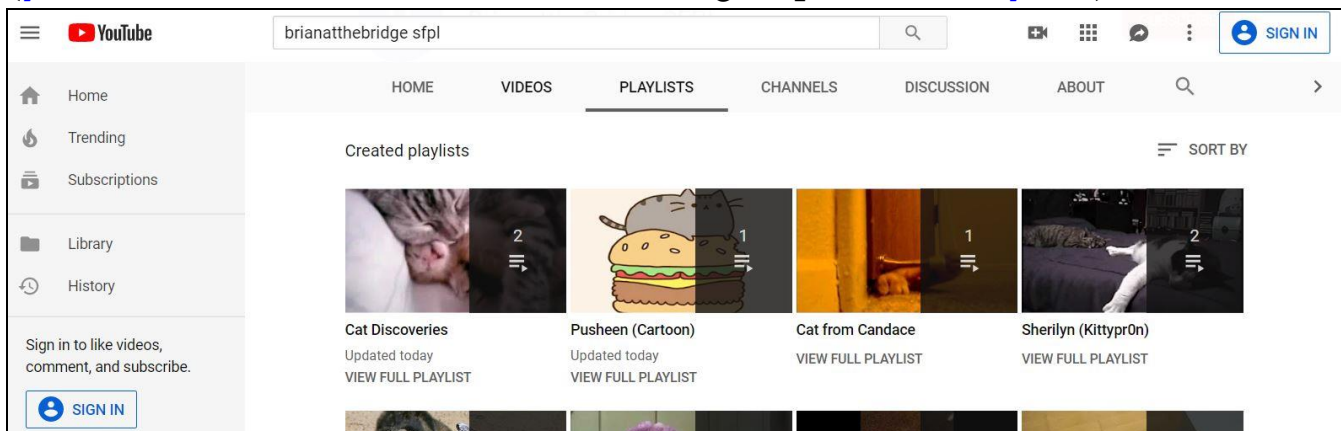 YouTube
brianatthebridge sfpl
SIGN IN
HOME VIDEOS PLAYLISTS CHANNELS DISCUSSION ABOUT
Home
Trending
Subscriptions
Library
History
Sign in to like videos,
comment, and subscribe.
SIGN IN
Created playlists
SORT BY
2
1
1
2
Cat Discoveries
Updated today
VIEW FULL PLAYLIST
Pusheen (Cartoon)
Updated today
VIEW FULL PLAYLIST
Cat from Candace
VIEW FULL PLAYLIST
Sherilyn (Kittypr0n)
VIEW FULL PLAYLIST